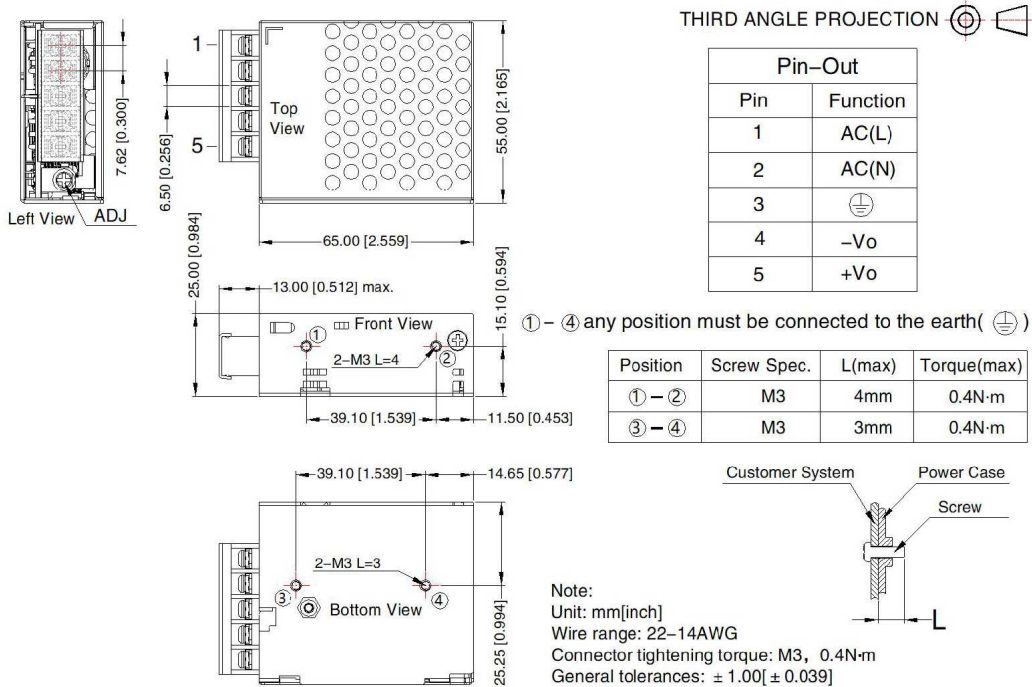 THIRD ANGLE PROJECTION
1
5
Top
View
7.62 [0.300]
6.50 [0.256]
55.00 [2.165]
65.00 [2.559]
Left View
ADJ
Pin–Out
Pin Function
1 AC(L)
2 AC(N)
3
4 –Vo
5 +Vo
25.00 [0.984]
13.00 [0.512] max.
15.10 [0.594]
Front View
①
2–M3 L=4
②
39.10 [1.539]
11.50 [0.453]
①–④ any position must be connected to the earth( )
Position Screw Spec. L(max) Torque(max)
①–② M3 4mm 0.4N·m
③–④ M3 3mm 0.4N·m
39.10 [1.539]
14.65 [0.577]
2–M3 L=3
③
④
Bottom View
25.25 [0.994]
Customer System
Power Case
Screw
L
Note:
Unit: mm[inch]
Wire range: 22–14AWG
Connector tightening torque: M3, 0.4N·m
General tolerances: ±1.00[±0.039]